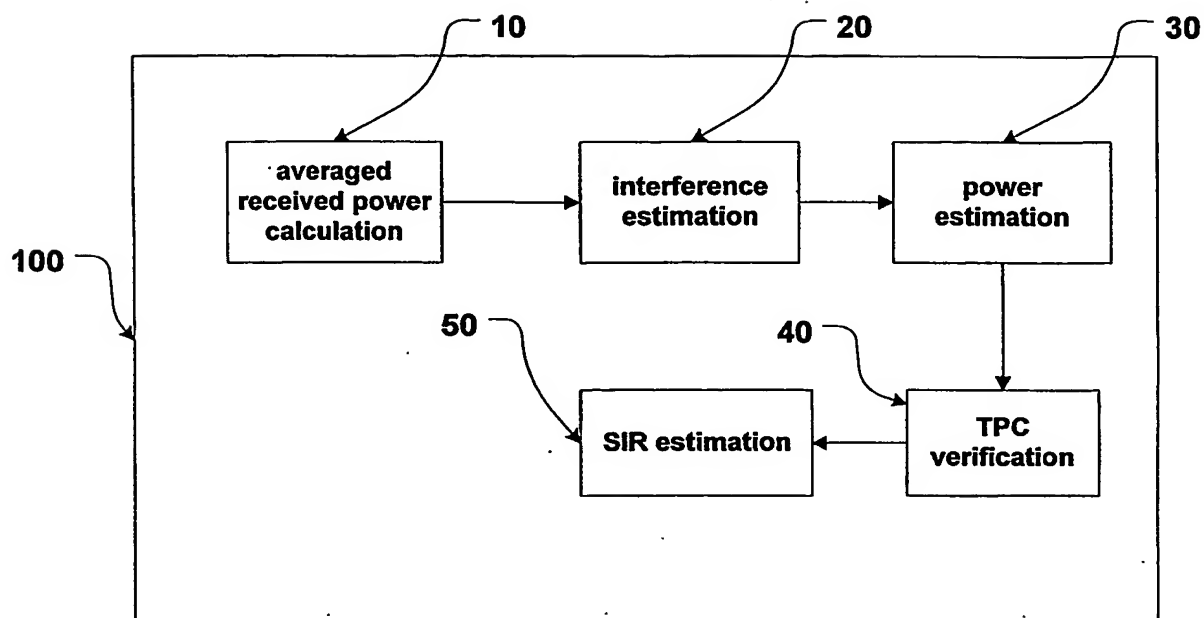 10
20
30
averaged
received power
calculation
interference
estimation
power
estimation
100
50
40
SIR estimation
TPC
verification